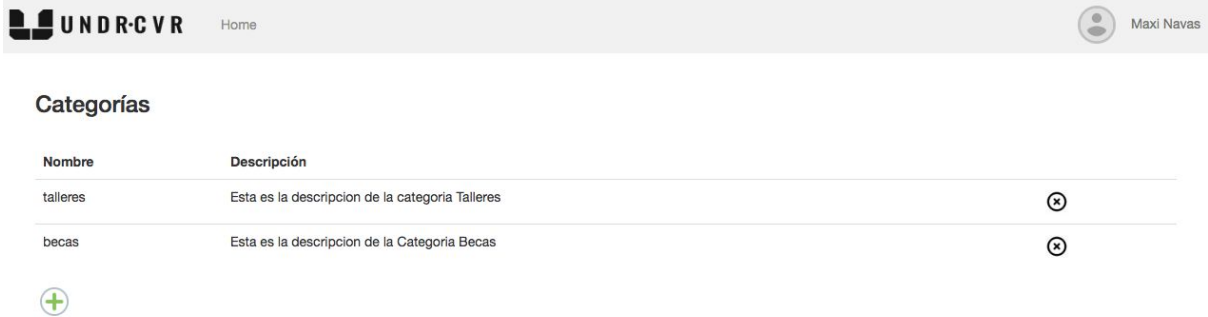 UNDR·CVR Home Maxi Navas
Categorías
Nombre Descripción
talleres Esta es la descripcion de la categoria Talleres
becas Esta es la descripcion de la Categoria Becas